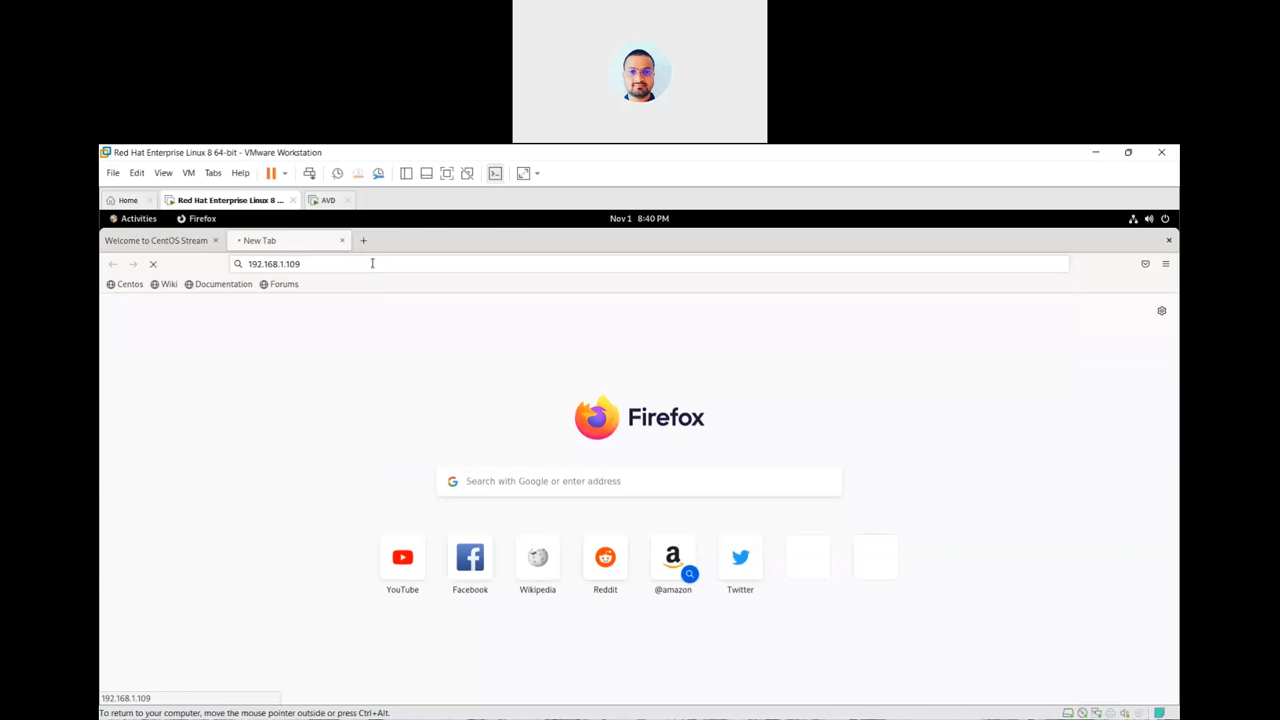 Red Hat Enterprise Linux 8 64-bit - VMware Workstation
File Edit View VM Tabs Help
Home Red Hat Enterprise Linux 8 ... AVD
Activities Firefox Nov 1 8:40 PM
Welcome to CentOS Stream New Tab
192.168.1.109
Centos Wiki Documentation Forums
Firefox
Search with Google or enter address
YouTube Facebook Wikipedia Reddit @amazon Twitter
192.168.1.109
To return to your computer, move the mouse pointer outside or press Ctrl+Alt.